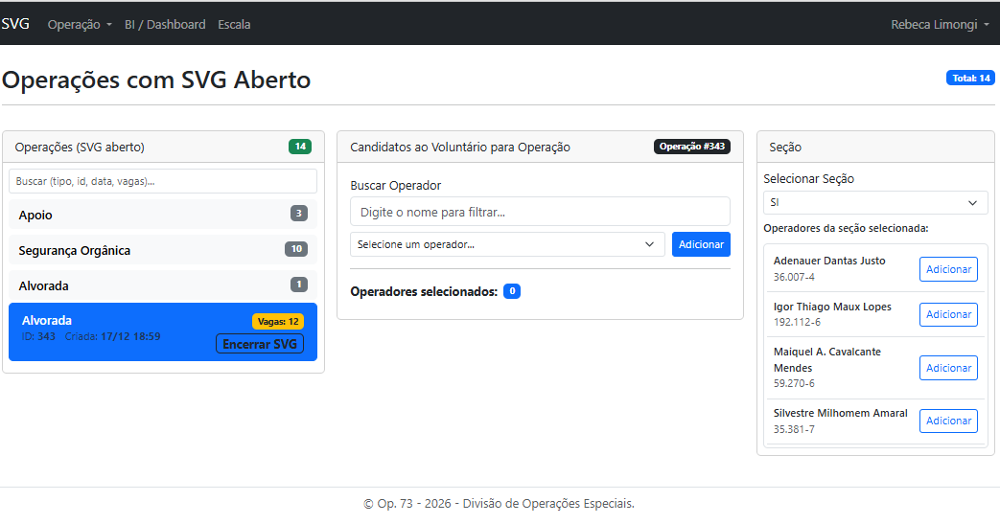 SVG Operação BI / Dashboard Escala Rebeca Limongi
Operações com SVG Aberto
Total: 14
Operações (SVG aberto) 14
Buscar (tipo, id, data, vagas)...
Apoio 3
Segurança Orgânica 10
Alvorada 1
Alvorada Vagas: 12
ID: 343 Criada: 17/12 18:59
Encerrar SVG
Candidatos ao Voluntário para Operação Operação #343
Buscar Operador
Digite o nome para filtrar...
Selecione um operador... Adicionar
Operadores selecionados: 0
Seção
Selecionar Seção
SI
Operadores da seção selecionada:
Adenauer Dantas Justo
36.007-4
Adicionar
Igor Thiago Maux Lopes
192.112-6
Adicionar
Maiquel A. Cavalcante
Mendes
59.270-6
Adicionar
Silvestre Milhomem Amaral
35.381-7
Adicionar
© Op. 73 - 2026 - Divisão de Operações Especiais.